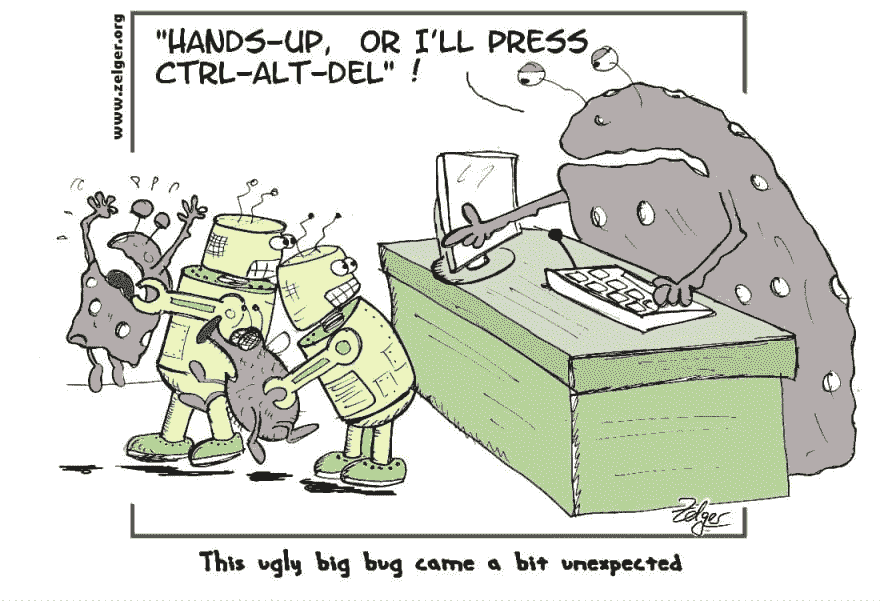 "HANDS-UP, OR I'LL PRESS
CTRL-ALT-DEL" !
www.zelger.org
Zelger
This ugly big bug came a bit unexpected